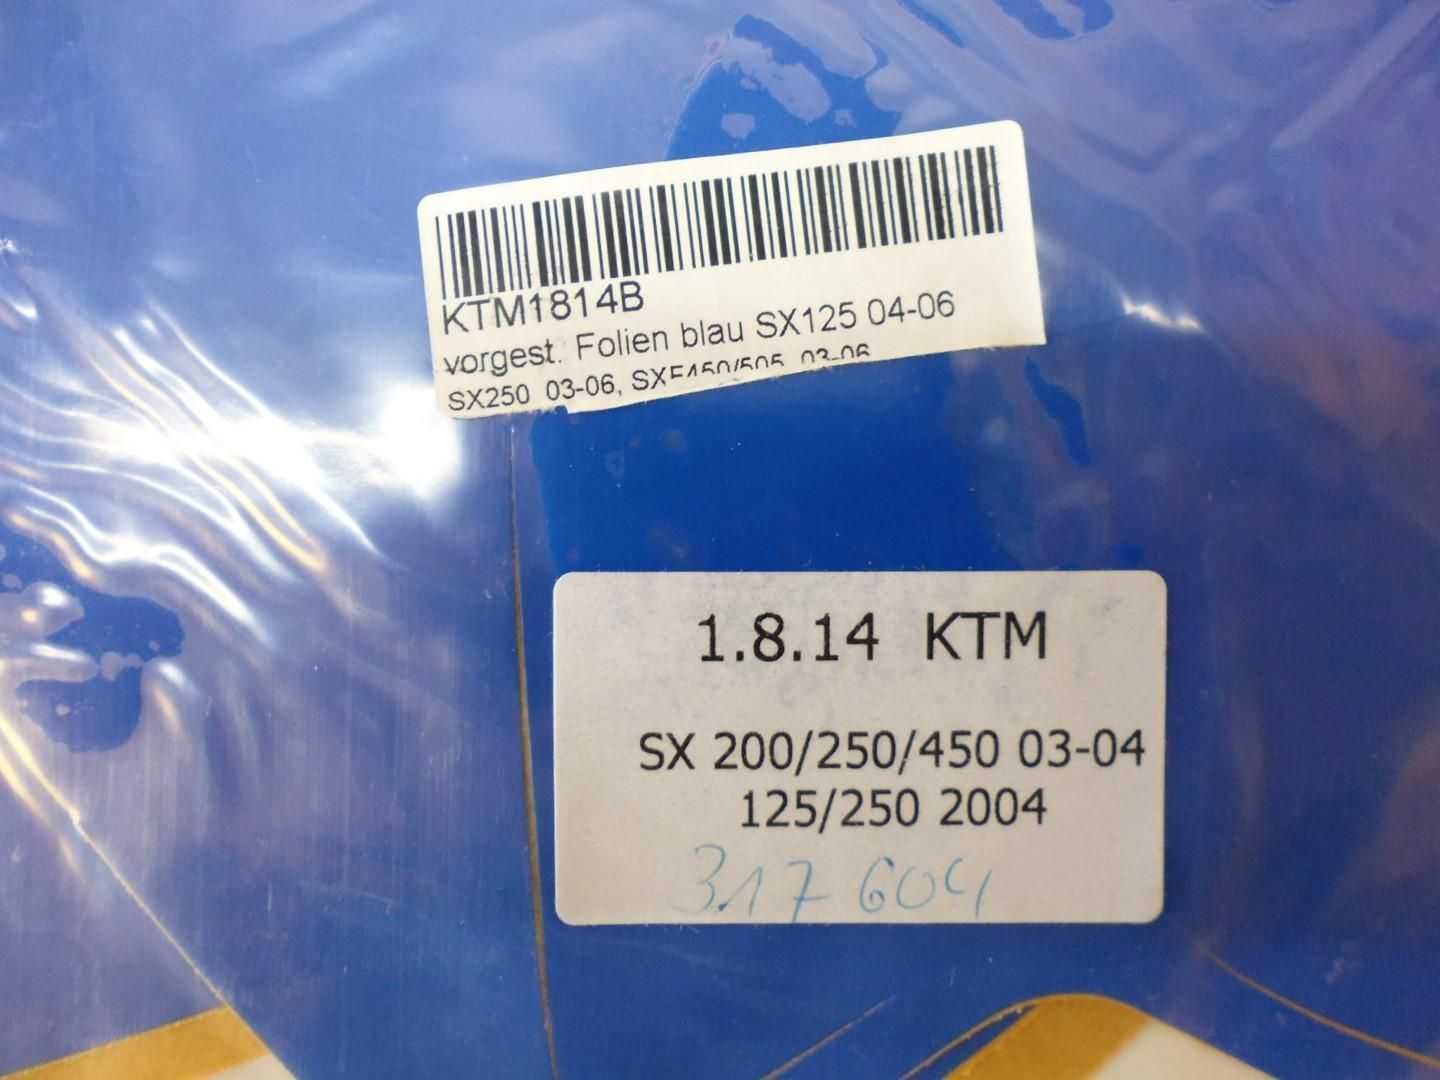 KTM1814B
vorgest. Folien blau SX125 04-06
SX250 03-06, SXF450/505 03-06
1.8.14 KTM
SX 200/250/450 03-04
125/250 2004
317604